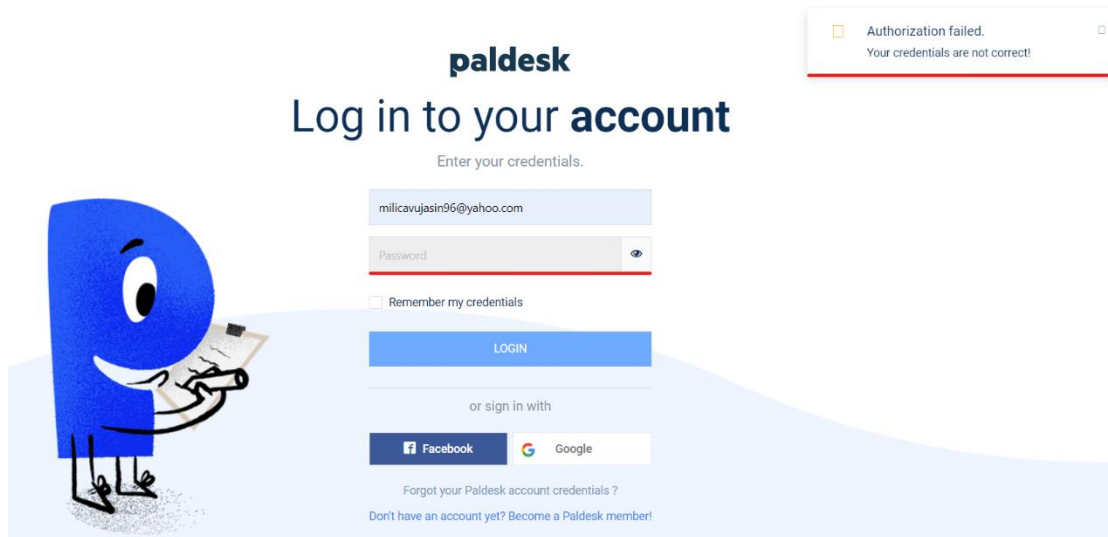 Authorization failed.
Your credentials are not correct!
paldesk
Log in to your account
Enter your credentials.
milicavujasin96@yahoo.com
Password
Remember my credentials
LOGIN
or sign in with
Facebook
Google
Forgot your Paldesk account credentials ?
Don't have an account yet? Become a Paldesk member!